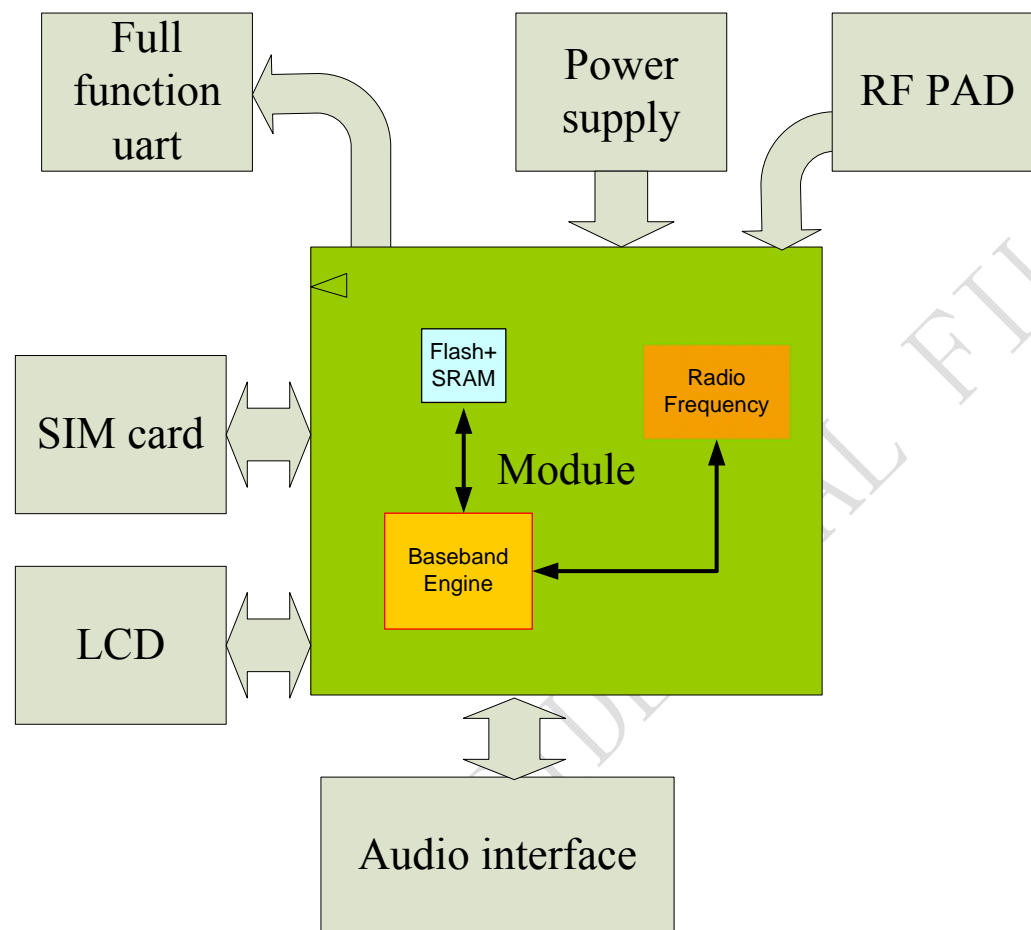 Full
function
uart
Power
supply
RF PAD
Flash+
SRAM
Radio
Frequency
SIM card
Module
Baseband
Engine
LCD
Audio interface